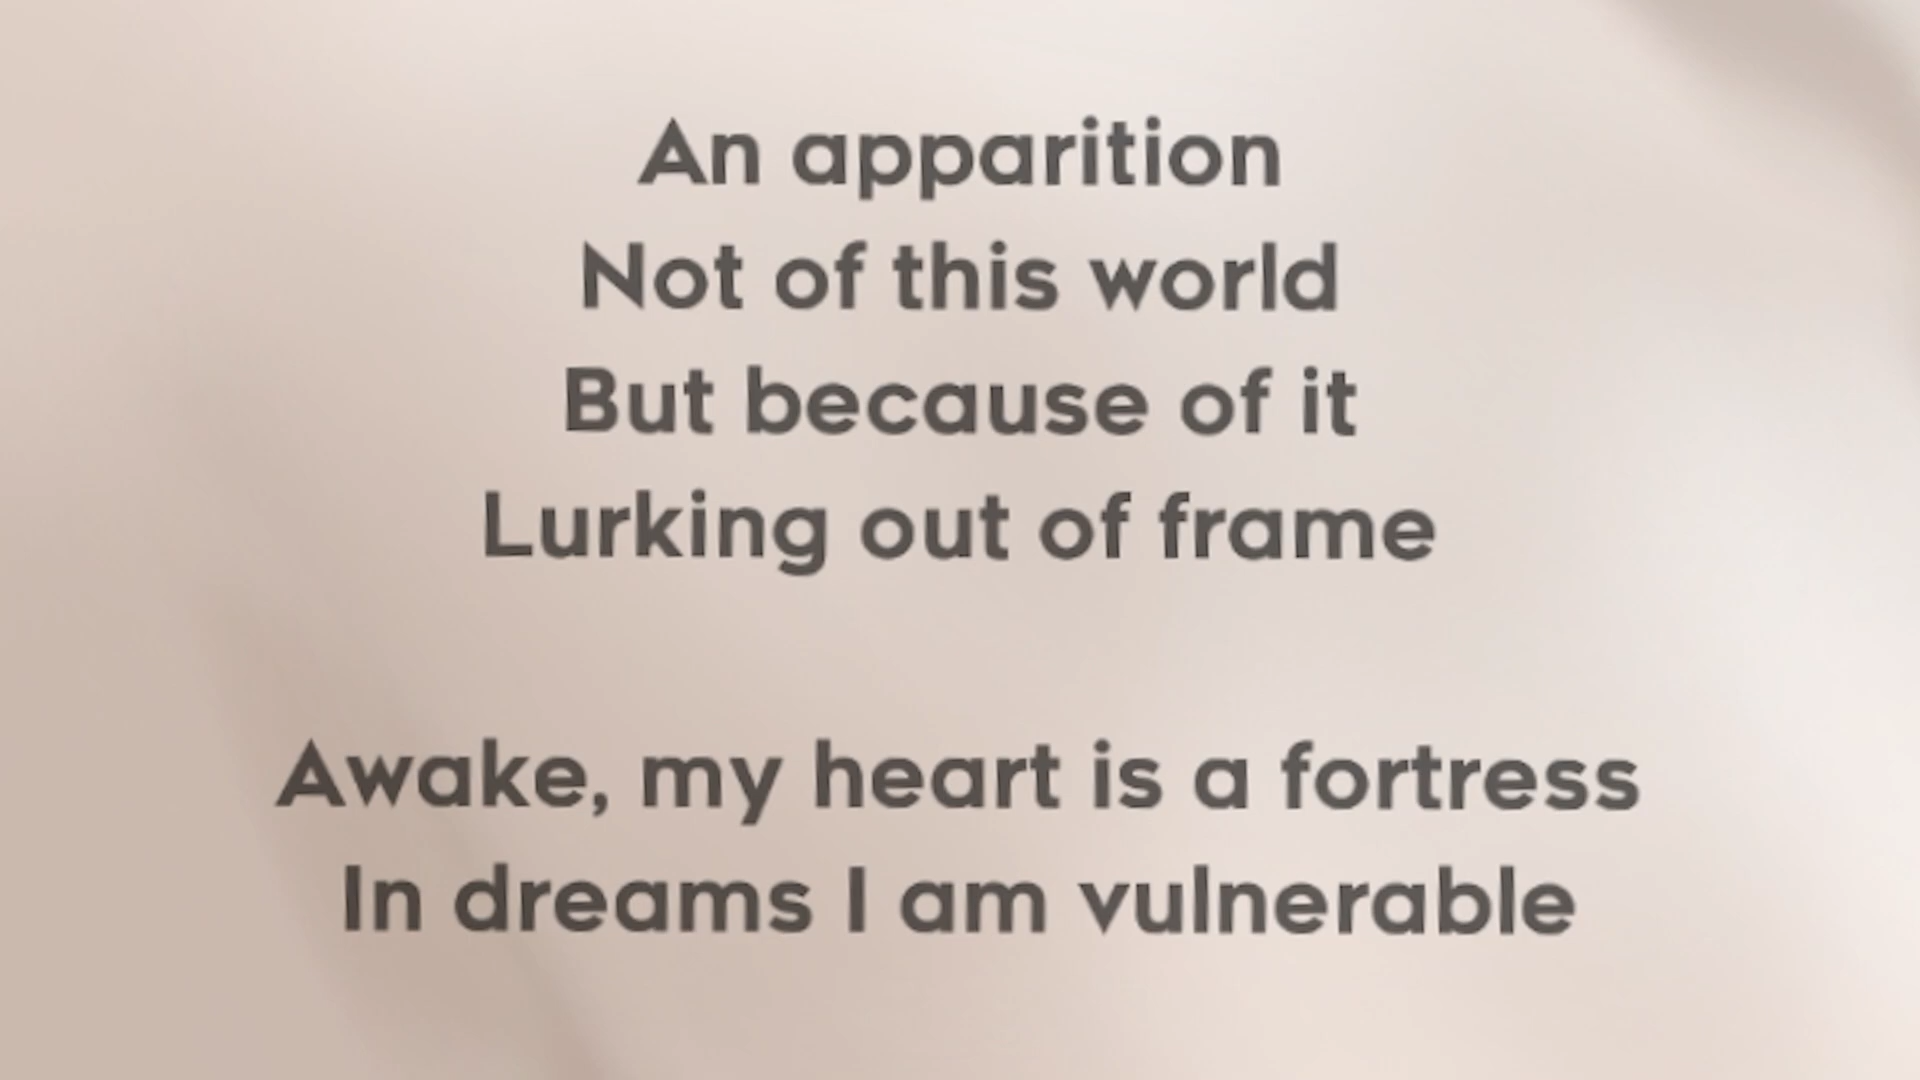 An apparition
Not of this world
But because of it
Lurking out of frame
Awake, my heart is a fortress
In dreams I am vulnerable